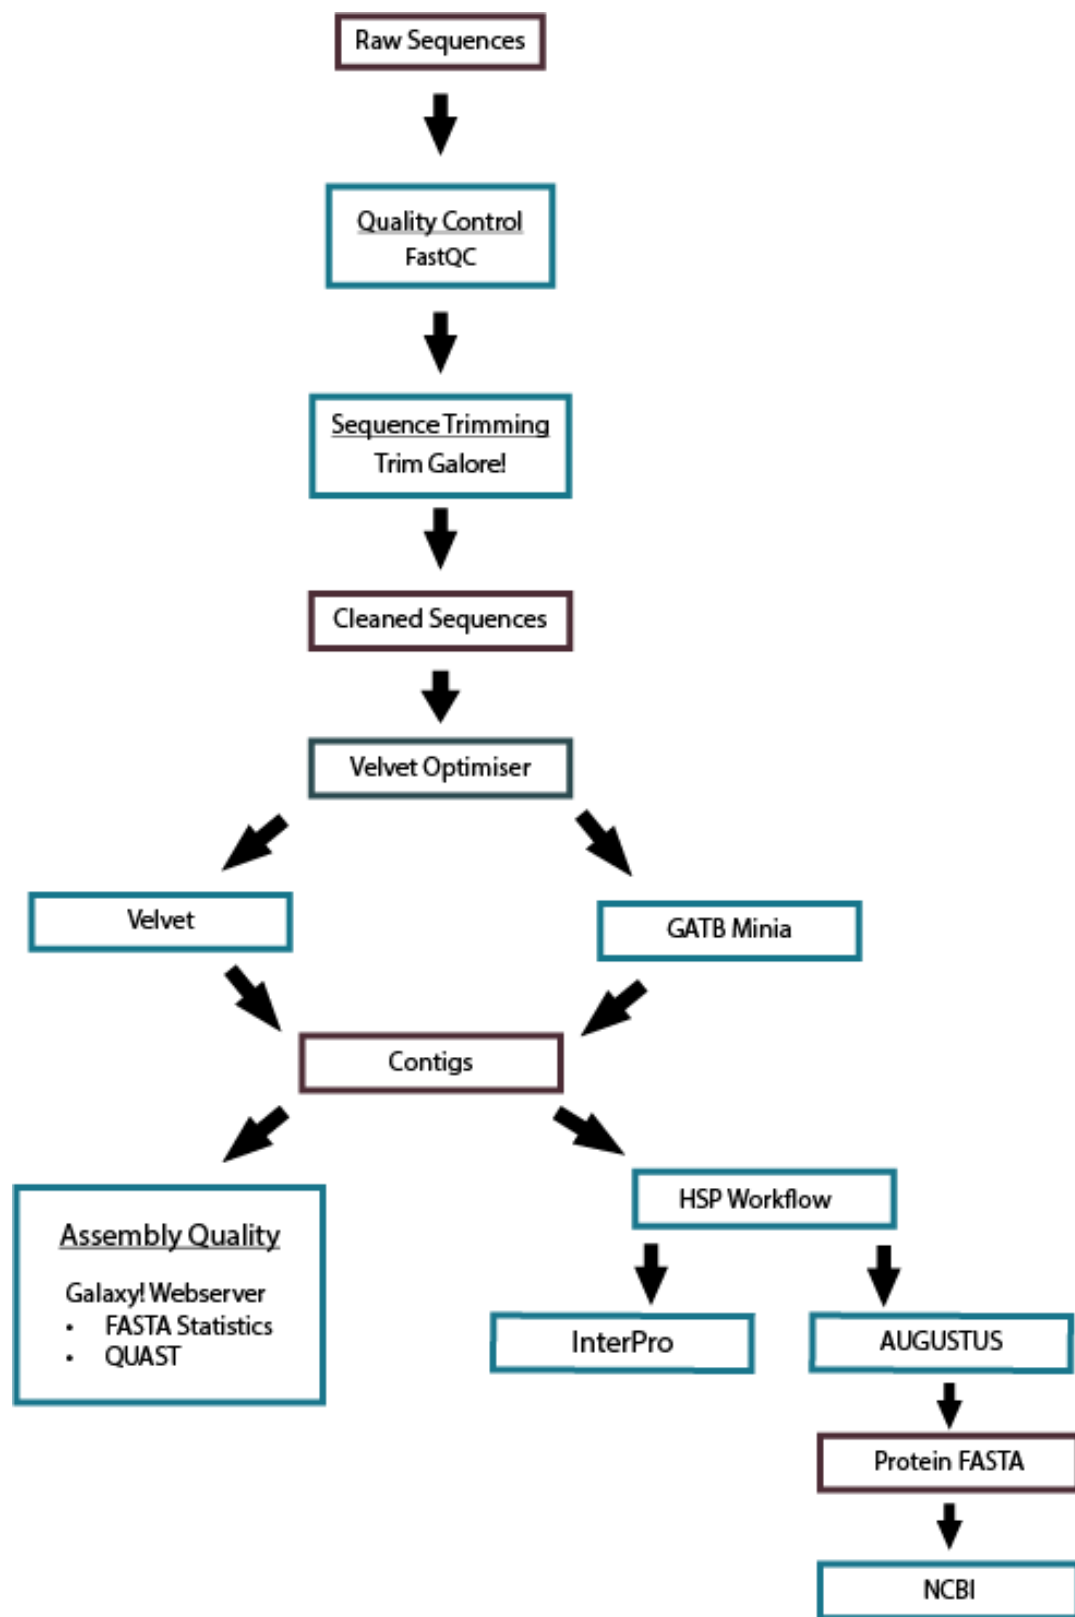 Raw Sequences
Quality Control
FastQC
Sequence Trimming
Trim Galore!
Cleaned Sequences
Velvet Optimiser
Velvet
GATB Minia
Contigs
Assembly Quality
Galaxy! Webserver
• FASTA Statistics
• QUAST
HSP Workflow
InterPro
AUGUSTUS
Protein FASTA
NCBI